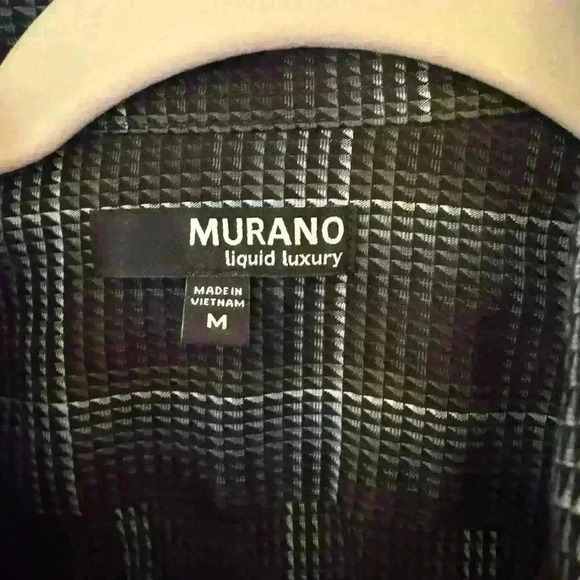 MURANO
liquid luxury
MADE IN
VIETNAM
M